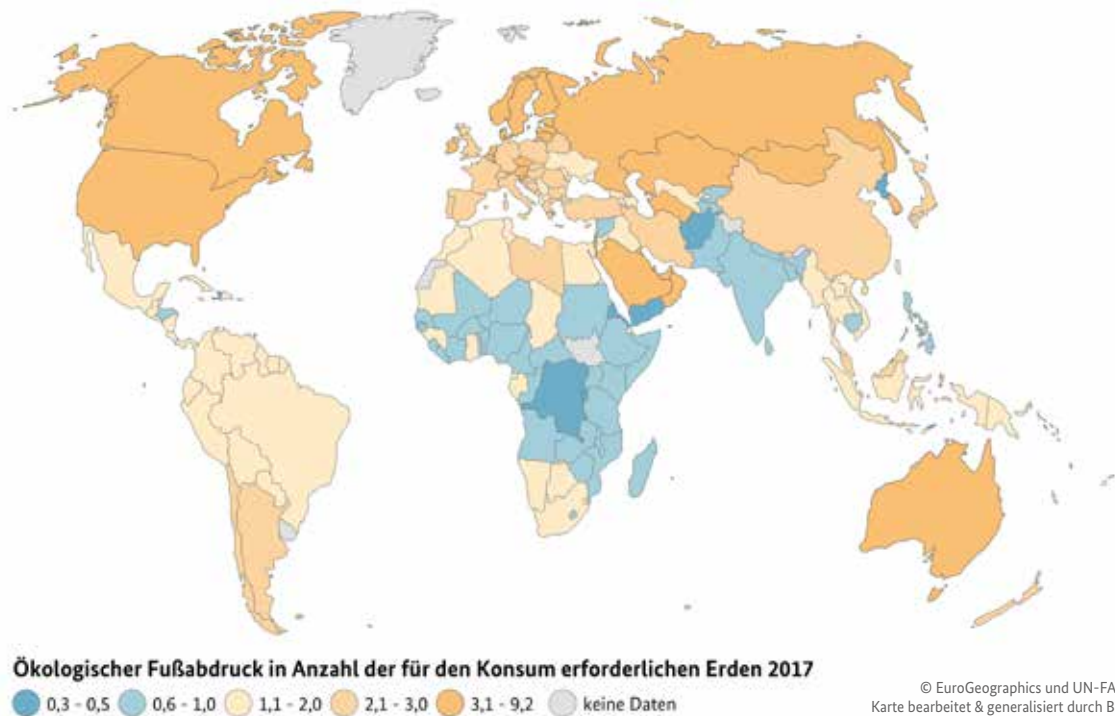 Ökologischer Fußabdruck in Anzahl der für den Konsum erforderlichen Erden 2017
0,3 - 0,5 0,6 - 1,0 1,1 - 2,0 2,1 - 3,0 3,1 - 9,2 keine Daten
© EuroGeographics und UN-FA
Karte bearbeitet & generalisiert durch B